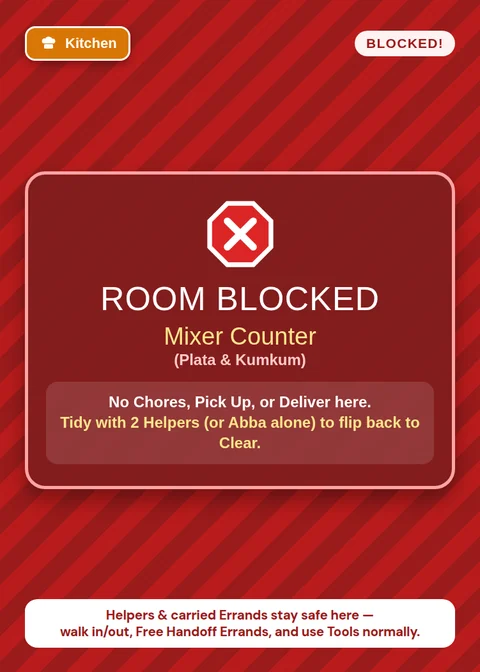 Kitchen
BLOCKED!
ROOM BLOCKED
Mixer Counter
(Plata & Kumkum)
No Chores, Pick Up, or Deliver here.
Tidy with 2 Helpers (or Abba alone) to flip back to
Clear.
Helpers & carried Errands stay safe here —
walk in/out, Free Handoff Errands, and use Tools normally.